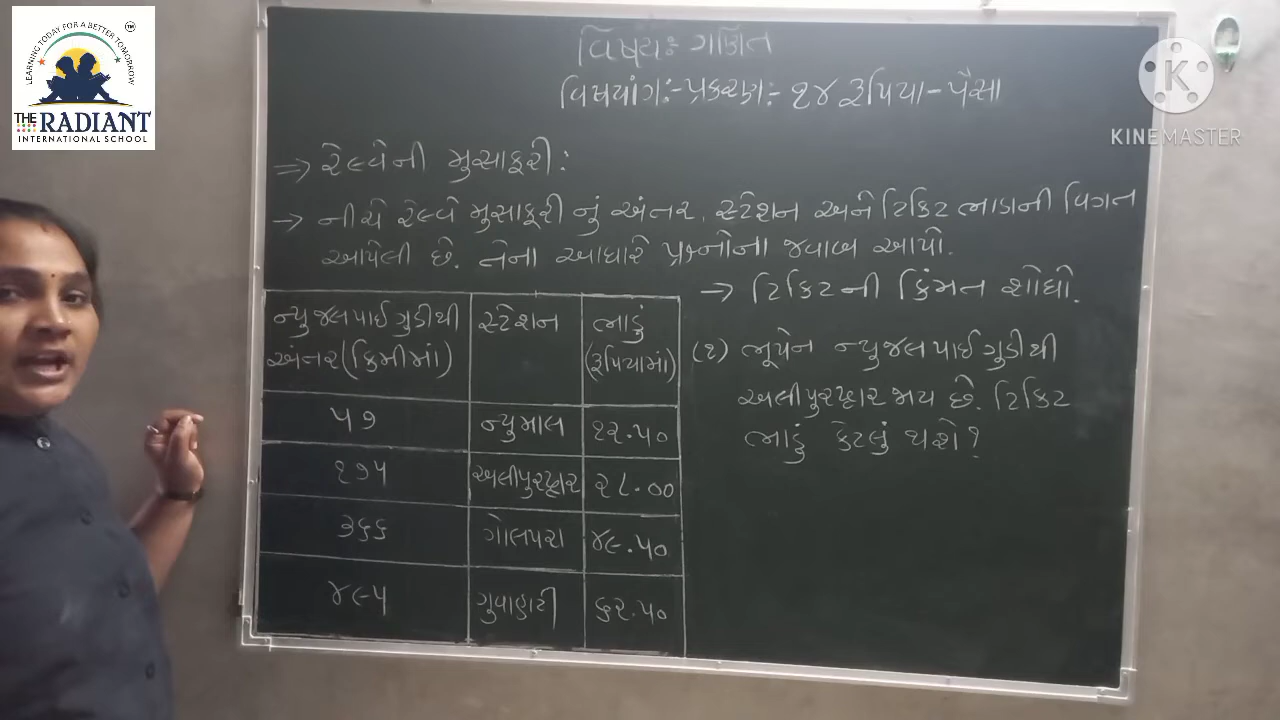 LEARNING TODAY FOR A BETTER TOMORROW
TM
THE RADIANT
INTERNATIONAL SCHOOL
K
KINEMASTER
વિષય:- ગણિત
વિષયાંગ:- પ્રકરણ:- ૧૪ રૂપિયા - પૈસા
⇒ રેલ્વેની મુસાફરી:
→ નીચે રેલ્વે મુસાફરી નું અંતર, સ્ટેશન અને ટિકિટ ભાડાની વિગત
આપેલી છે. તેના આધારે પ્રશ્નોના જવાબ આપો.
ન્યુજલપાઈગુડીથી અંતર(કિમીમાં) સ્ટેશન ભાડું (રૂપિયામાં)
૫૭ ન્યુમાલ ૧૨.૫૦
૧૭૫ અલીપુરદ્વાર ૨૮.૦૦
૩૬૬ ગોલપરા ૪૯.૫૦
૪૯૫ ગુવાહાટી ૬૨.૫૦
→ ટિકિટની કિંમત શોધો.
(૧) ભૂપેન ન્યુજલપાઈગુડીથી
અલીપુરદ્વાર જાય છે. ટિકિટ
ભાડું કેટલું થશે?